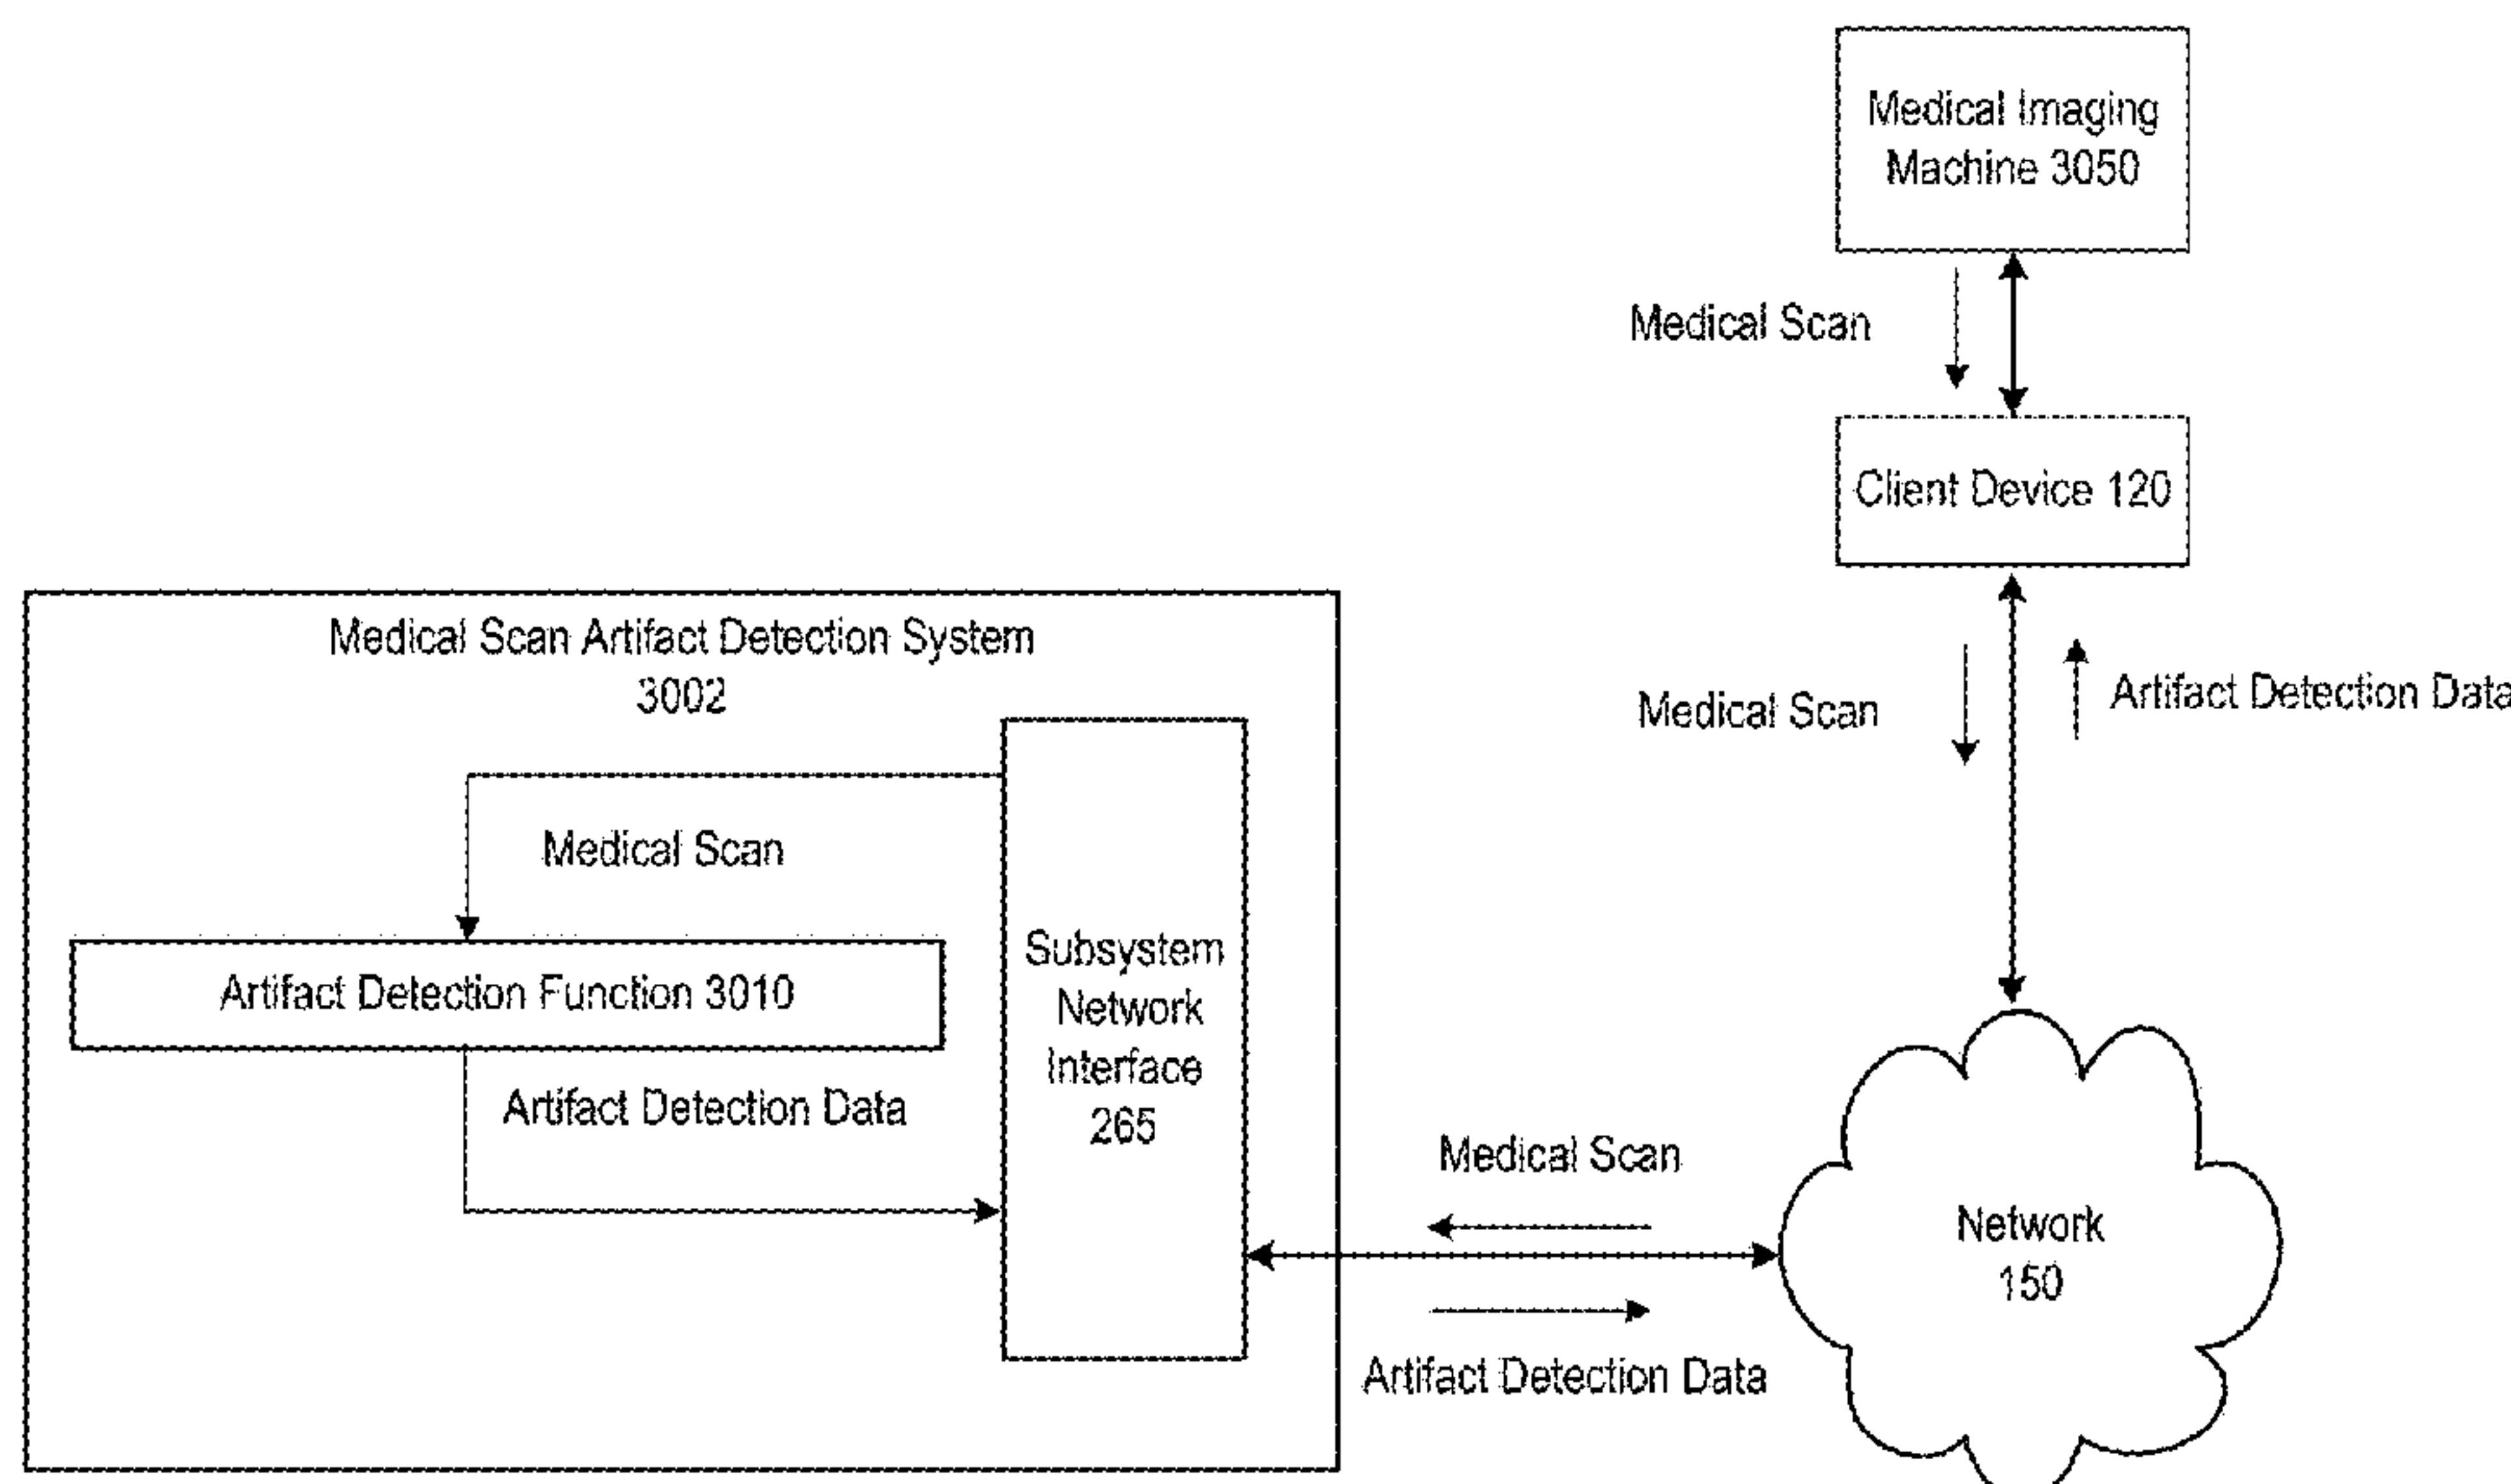 Medical Imaging
Machine 3050
Medical Scan
Client Device 120
Medical Scan
Artifact Detection Data
Medical Scan Artifact Detection System
3002
Medical Scan
Artifact Detection Function 3010
Artifact Detection Data
Subsystem
Network
Interface
265
Medical Scan
Artifact Detection Data
Network
150